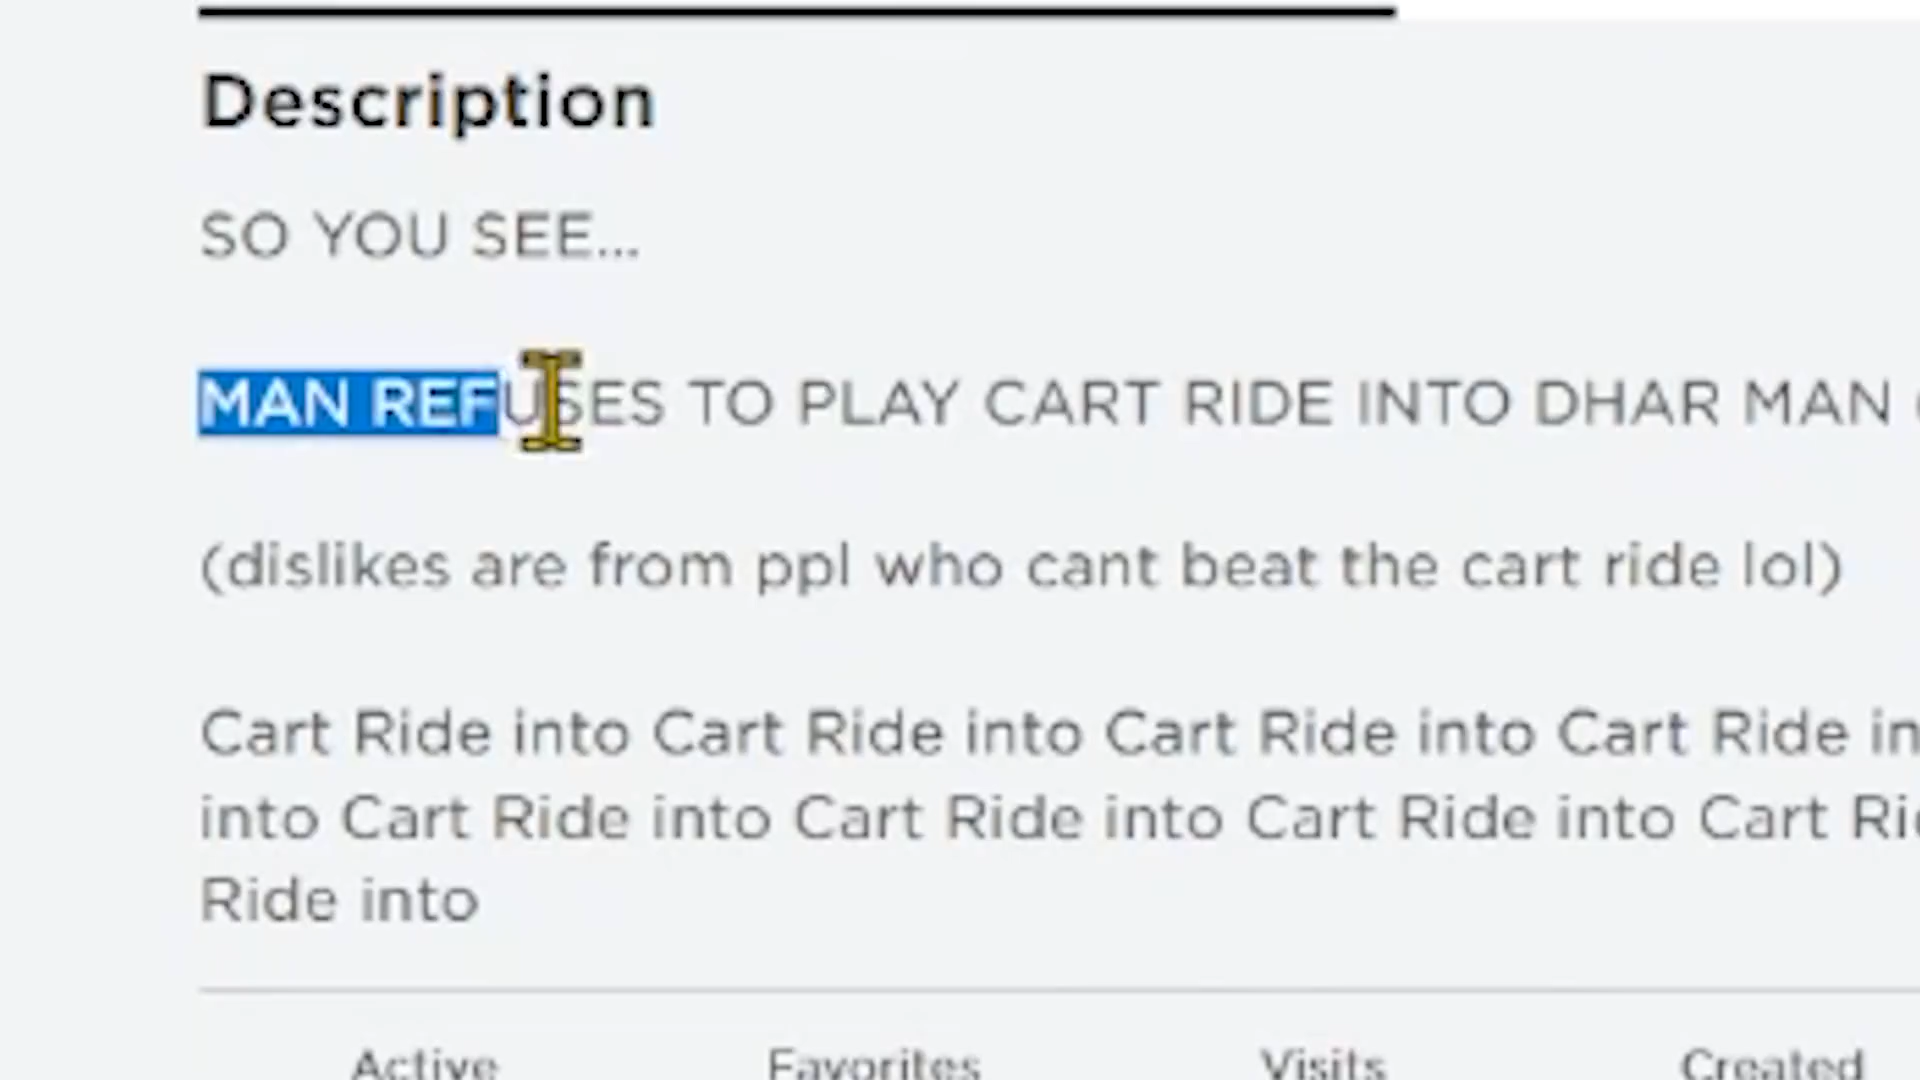 Description
SO YOU SEE...
MAN REFUSES TO PLAY CART RIDE INTO DHAR MAN
(dislikes are from ppl who cant beat the cart ride lol)
Cart Ride into Cart Ride into Cart Ride into Cart Ride in
into Cart Ride into Cart Ride into Cart Ride into Cart Rid
Ride into
Active Favorites Visits Created